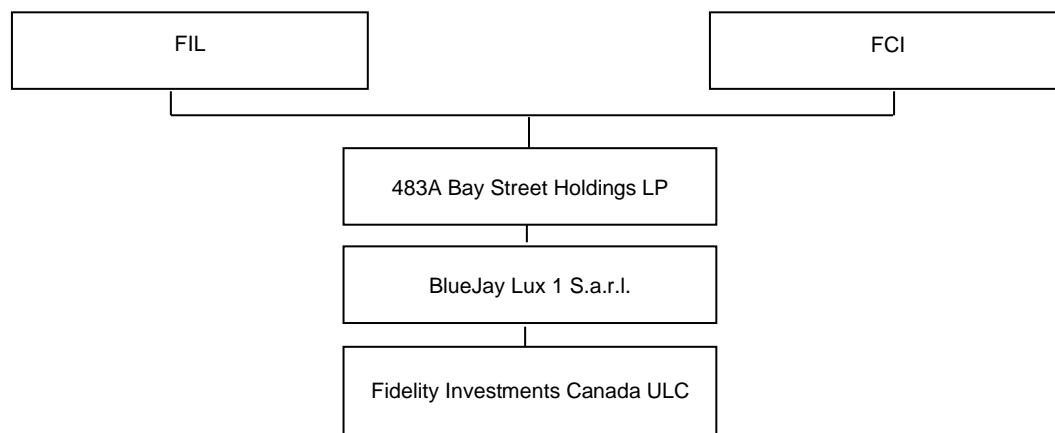 FIL
FCI
483A Bay Street Holdings LP
BlueJay Lux 1 S.a.r.l.
Fidelity Investments Canada ULC